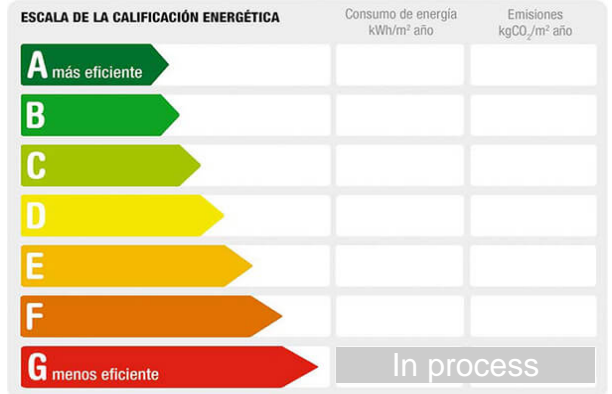 ESCALA DE LA CALIFICACIÓN ENERGÉTICA
Consumo de energía
kWh/m² año
Emisiones
kgCO₂/m² año
A más eficiente
B
C
D
E
F
G menos eficiente
In process